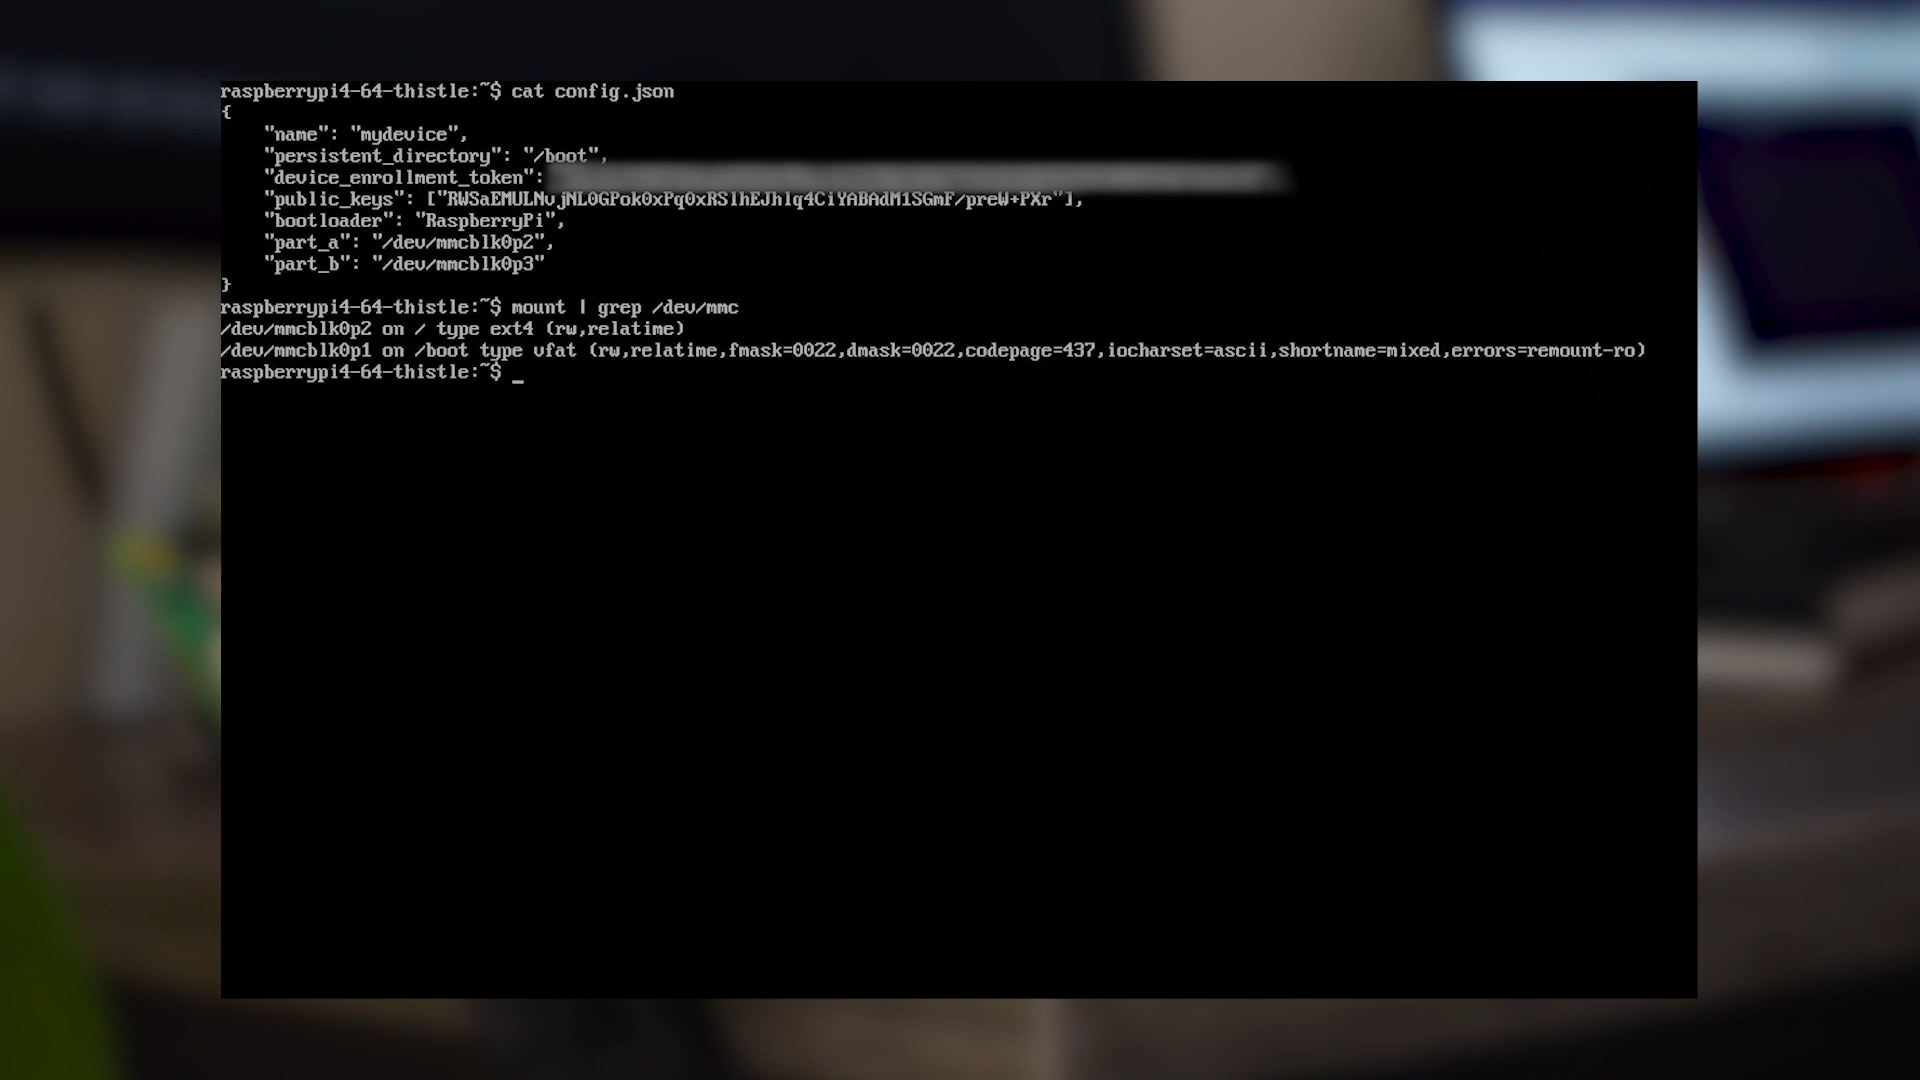 raspberrypi4-64-thistle:~$ cat config.json
{
    "name": "mydevice",
    "persistent_directory": "/boot",
    "device_enrollment_token":
    "public_keys": ["RWSaEMULNvjNL0GPok0xPq0xRSlhEJhlq4CiYABAdM1SGmF/preW+PXr"],
    "bootloader": "RaspberryPi",
    "part_a": "/dev/mmcblk0p2",
    "part_b": "/dev/mmcblk0p3"
}
raspberrypi4-64-thistle:~$ mount | grep /dev/mmc
/dev/mmcblk0p2 on / type ext4 (rw,relatime)
/dev/mmcblk0p1 on /boot type vfat (rw,relatime,fmask=0022,dmask=0022,codepage=437,iocharset=ascii,shortname=mixed,errors=remount-ro)
raspberrypi4-64-thistle:~$ _